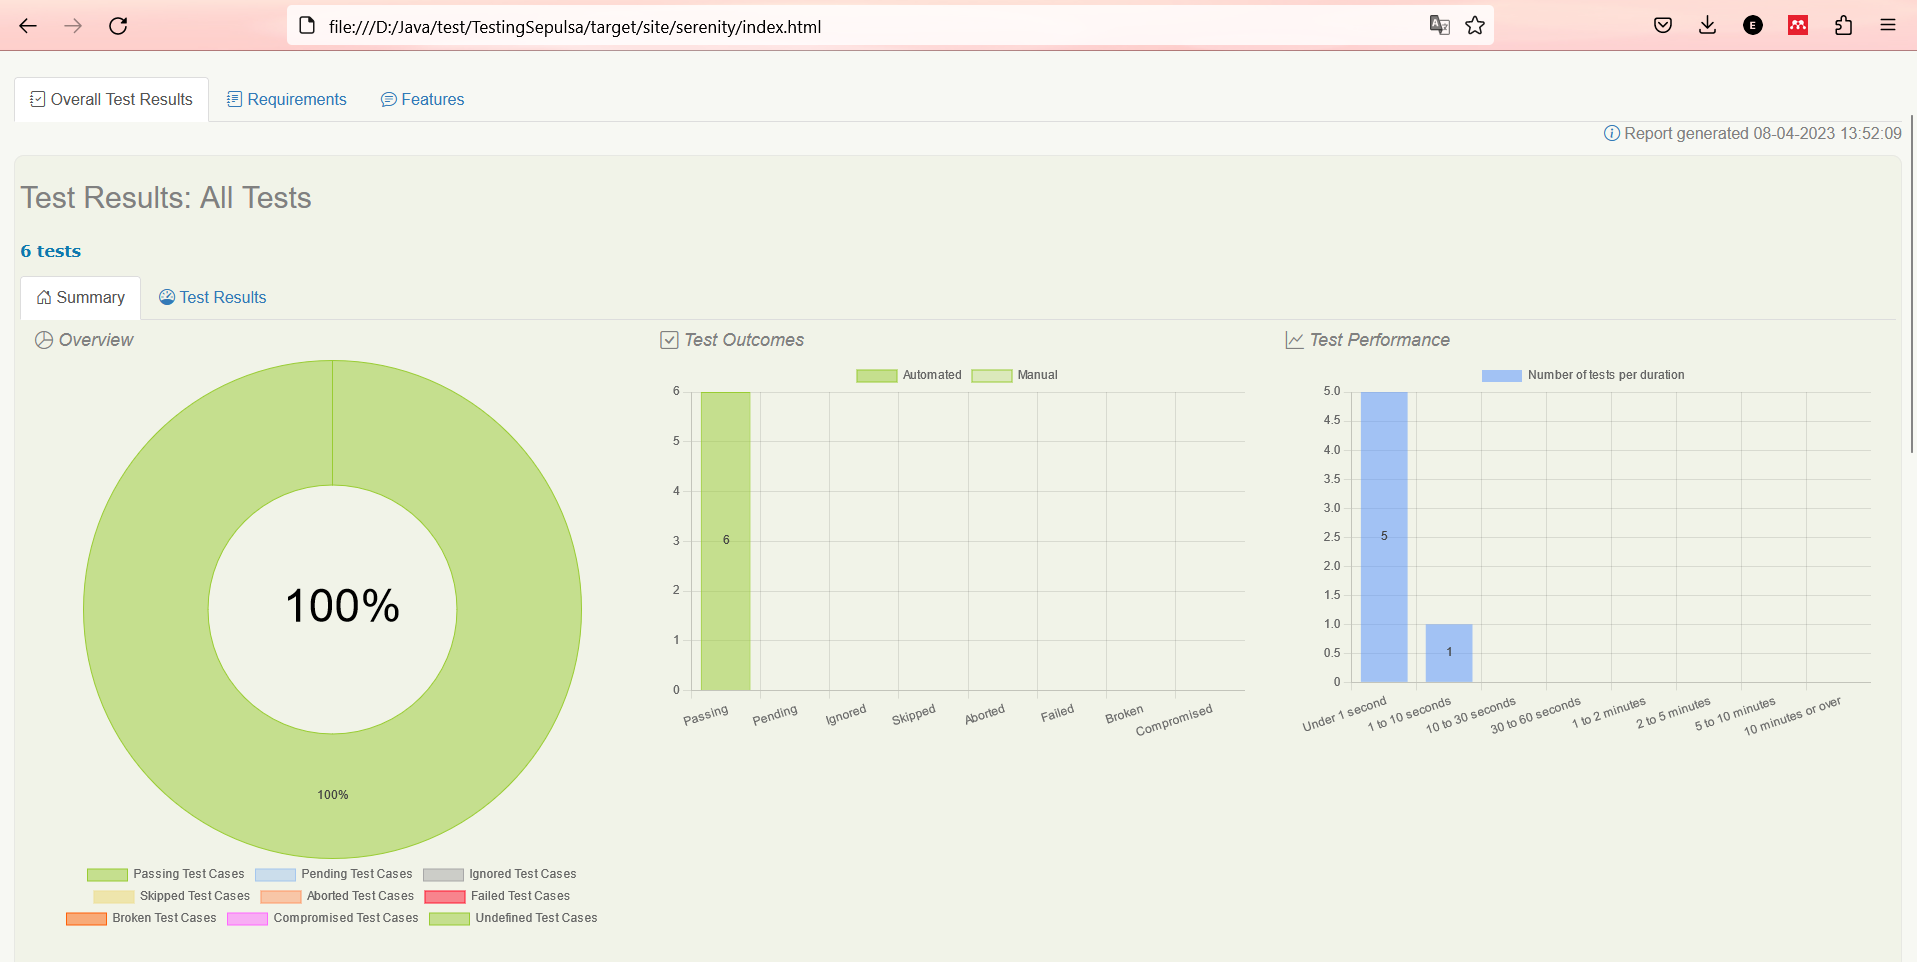 file:///D:/Java/test/TestingSepulsa/target/site/serenity/index.html
E
Overall Test Results
Requirements
Features
Report generated 08-04-2023 13:52:09
Test Results: All Tests
6 tests
Summary
Test Results
Overview
100%
100%
Passing Test Cases
Pending Test Cases
Ignored Test Cases
Skipped Test Cases
Aborted Test Cases
Failed Test Cases
Broken Test Cases
Compromised Test Cases
Undefined Test Cases
Test Outcomes
Automated
Manual
6
5
4
3
2
1
0
6
Passing
Pending
Ignored
Skipped
Aborted
Failed
Broken
Compromised
Test Performance
Number of tests per duration
5.0
4.5
4.0
3.5
3.0
2.5
2.0
1.5
1.0
0.5
0
5
1
Under 1 second
1 to 10 seconds
10 to 30 seconds
30 to 60 seconds
1 to 2 minutes
2 to 5 minutes
5 to 10 minutes
10 minutes or over